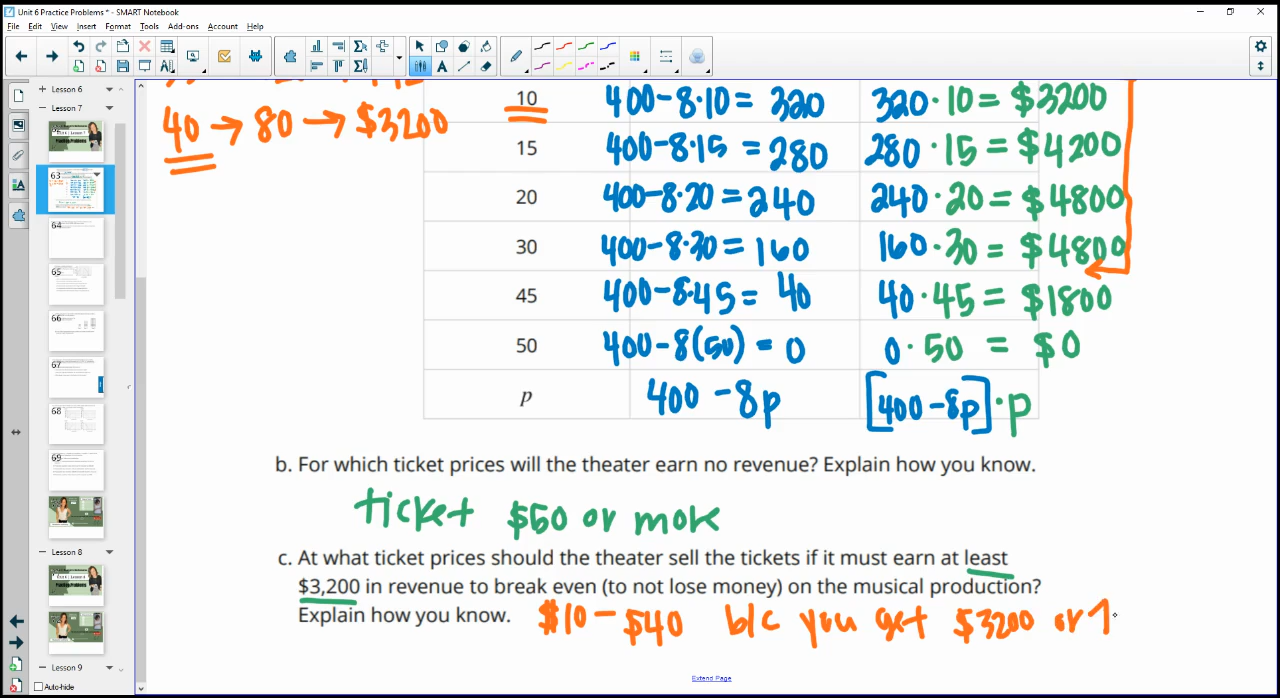 Unit 6 Practice Problems * - SMART Notebook
File Edit View Insert Format Tools Add-ons Account Help
Lesson 6
Lesson 7
63
64
65
66
67
68
69
Lesson 8
Lesson 9
Auto-hide
40 → 80 → $3200
10 400-8·10 = 320 320·10 = $3200
15 400-8·15 = 280 280·15 = $4200
20 400-8·20 = 240 240·20 = $4800
30 400-8·30 = 160 160·30 = $4800
45 400-8·45 = 40 40·45 = $1800
50 400-8(50) = 0 0·50 = $0
p 400-8p [400-8p]·p
b. For which ticket prices will the theater earn no revenue? Explain how you know.
ticket $50 or more
c. At what ticket prices should the theater sell the tickets if it must earn at least
$3,200 in revenue to break even (to not lose money) on the musical production?
Explain how you know. $10-$40 b/c you get $3200 or
Extend Page